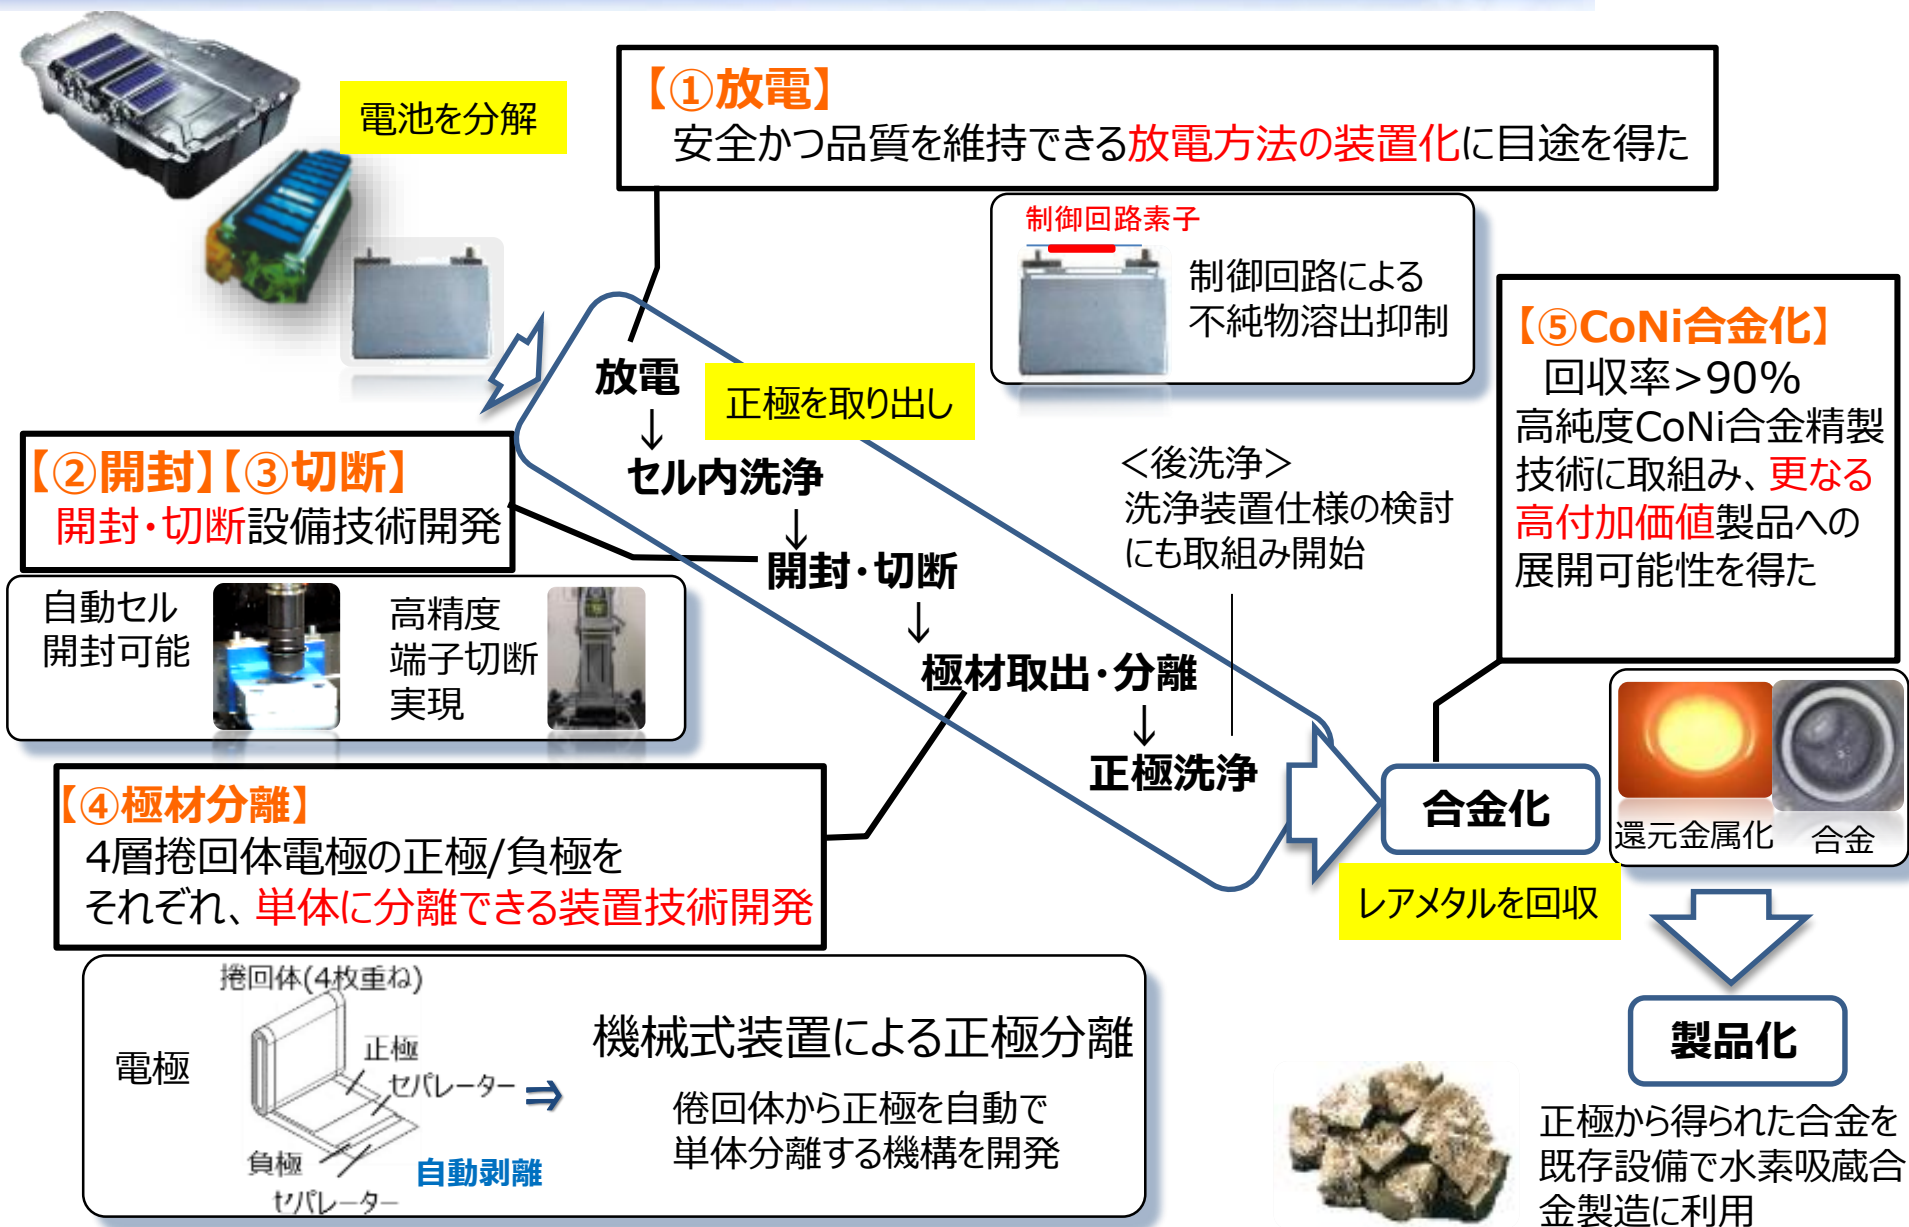 電池を分解
【①放電】
安全かつ品質を維持できる放電方法の装置化に目途を得た
制御回路素子
制御回路による
不純物溶出抑制
【⑤CoNi合金化】
回収率>90%
高純度CoNi合金精製
技術に取組み、更なる
高付加価値製品への
展開可能性を得た
放電
↓
正極を取り出し
セル内洗浄
↓
開封・切断
↓
極材取出・分離
↓
正極洗浄
【②開封】【③切断】
開封・切断設備技術開発
自動セル
開封可能
高精度
端子切断
実現
<後洗浄>
洗浄装置仕様の検討
にも取組み開始
【④極材分離】
4層捲回体電極の正極/負極を
それぞれ、単体に分離できる装置技術開発
合金化
還元金属化
合金
レアメタルを回収
捲回体(4枚重ね)
電極
正極
セパレーター
負極
セパレーター
⇒
自動剥離
機械式装置による正極分離
倦回体から正極を自動で
単体分離する機構を開発
製品化
正極から得られた合金を
既存設備で水素吸蔵合
金製造に利用